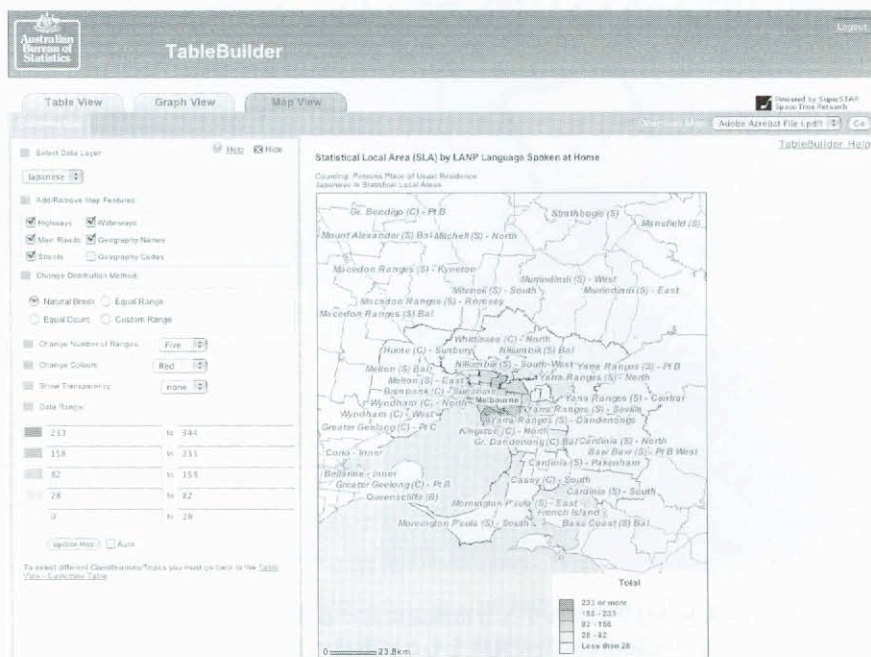 Australian
Bureau of
Statistics
TableBuilder
Logout
Table View
Graph View
Map View
Powered by SuperSTAR
Space Time Research
Download Map
Adobe Acrobat File (.pdf)
Go
TableBuilder Help
Select Data Layer
Help
Hide
Japanese
Add/Remove Map Features
Highways
Waterways
Main Roads
Geography Names
Streets
Geography Codes
Change Distribution Method
Natural Break
Equal Range
Equal Count
Custom Range
Change Number of Ranges
Five
Change Colours
Red
Show Transparency
none
Data Range
233 to 344
158 to 233
82 to 158
28 to 82
0 to 28
Update Map
Auto
To select different Classifications/Topics you must go back to the Table
View - Customise Table
Statistical Local Area (SLA) by LANP Language Spoken at Home
Counting: Persons Place of Usual Residence
Japanese in Statistical Local Areas
Gr. Bendigo (C) - Pt B
Strathbogie (S)
Mansfield (S)
Mount Alexander (S) Bal
Mitchell (S) - North
Macedon Ranges (S) - Kyneton
Murrindindi (S) - West
Mitchell (S) - South
Murrindindi (S) - East
Macedon Ranges (S) - Romsey
Macedon Ranges (S) Bal
Whittlesea (C) - North
Hume (C) - Sunbury
Nillumbik (S) Bal
Melton (S) Bal
Nillumbik (S) - South-West
Yarra Ranges (S) - Pt B
Melton (S) - East
Yarra Ranges (S) - North
Brimbank (C) - Sunshine
Yarra Ranges (S) - Central
Wyndham (C) - North
Melbourne
Wyndham (C) - West
Yarra Ranges (S) - Seville
Yarra Ranges (S) - Dandenongs
Greater Geelong (C) - Pt C
Kingston (C) - North
Gr. Dandenong (C) Bal
Cardinia (S) - North
Corio - Inner
Baw Baw (S) - Pt B West
Cardinia (S) - Pakenham
Bellarine - Inner
Casey (C) - South
Greater Geelong (C) - Pt B
Cardinia (S) - South
Queenscliffe (B)
Mornington P'sula (S) - East
French Island
Mornington P'sula (S) - South
Bass Coast (S) Bal
Total
233 or more
158 - 233
82 - 158
28 - 82
Less than 28
0
23.8km